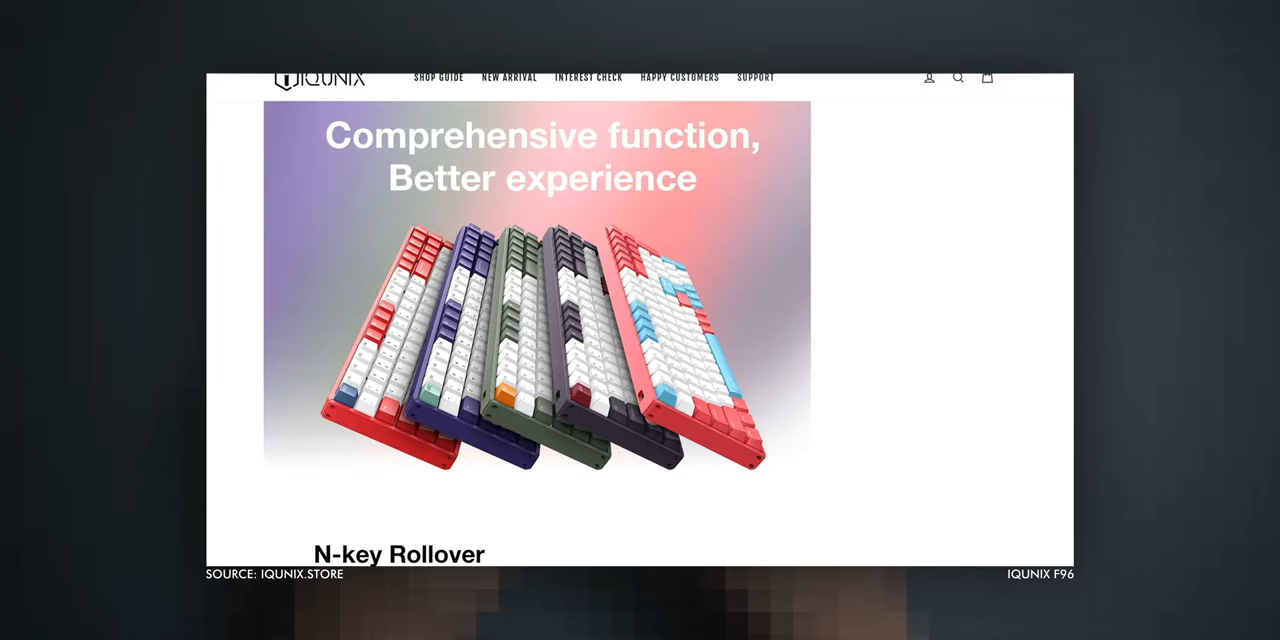 IQUNIX
SHOP GUIDE NEW ARRIVAL INTEREST CHECK HAPPY CUSTOMERS SUPPORT
Comprehensive function,
Better experience
N-key Rollover
SOURCE: IQUNIX.STORE
IQUNIX F96